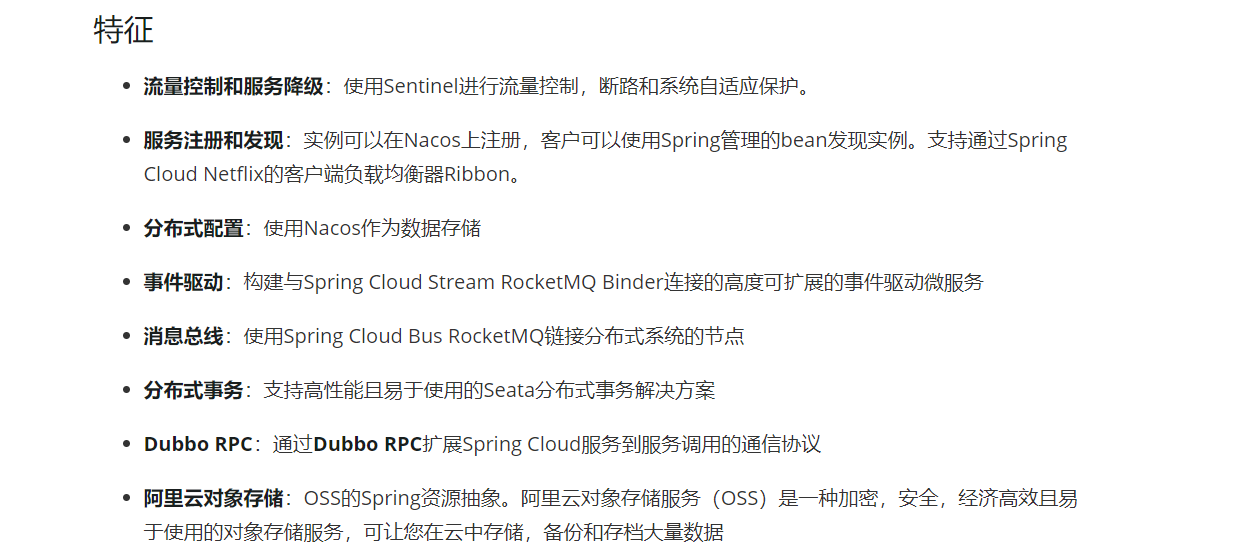 特征
流量控制和服务降级：使用Sentinel进行流量控制，断路和系统自适应保护。
服务注册和发现：实例可以在Nacos上注册，客户可以使用Spring管理的bean发现实例。支持通过Spring
Cloud Netflix的客户端负载均衡器Ribbon。
分布式配置：使用Nacos作为数据存储
事件驱动：构建与Spring Cloud Stream RocketMQ Binder连接的高度可扩展的事件驱动微服务
消息总线：使用Spring Cloud Bus RocketMQ链接分布式系统的节点
分布式事务：支持高性能且易于使用的Seata分布式事务解决方案
Dubbo RPC：通过Dubbo RPC扩展Spring Cloud服务到服务调用的通信协议
阿里云对象存储：OSS的Spring资源抽象。阿里云对象存储服务（OSS）是一种加密，安全，经济高效且易
于使用的对象存储服务，可让您在云中存储，备份和存档大量数据